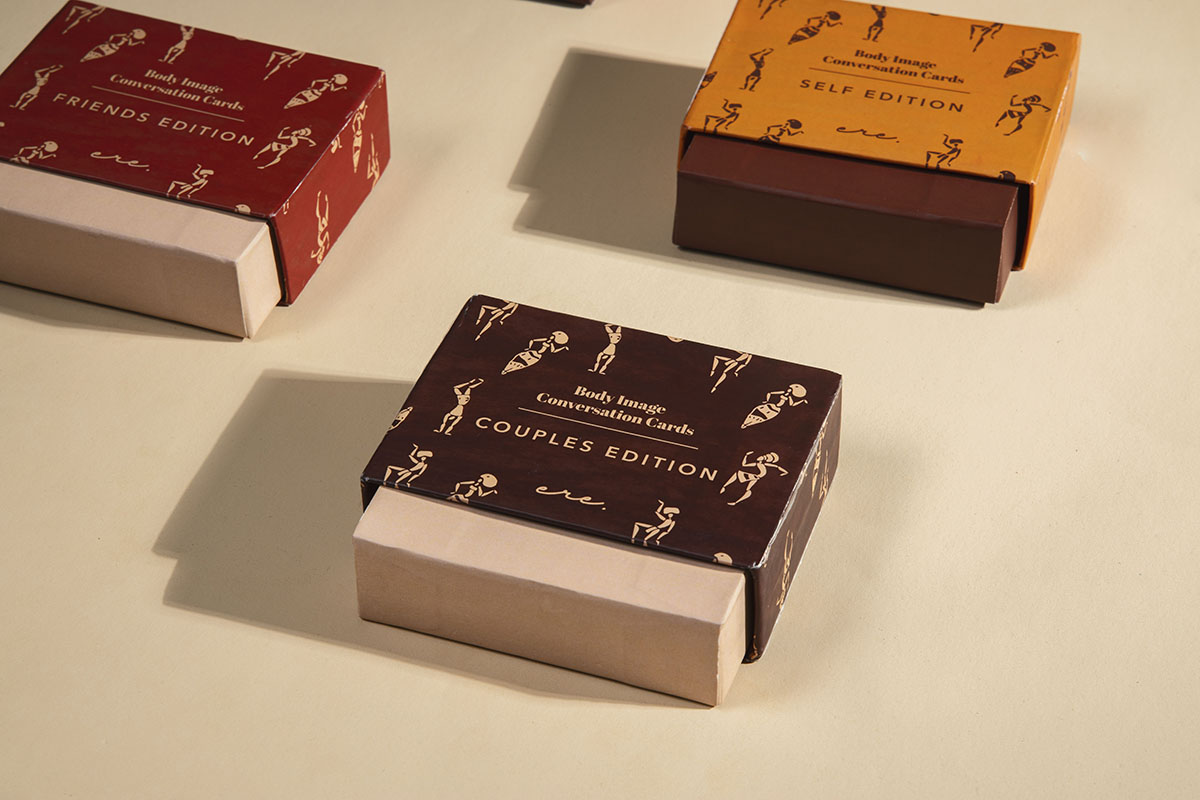 Body Image
Conversation Cards
FRIENDS EDITION
ere.
Body Image
Conversation Cards
SELF EDITION
ere.
Body Image
Conversation Cards
COUPLES EDITION
ere.